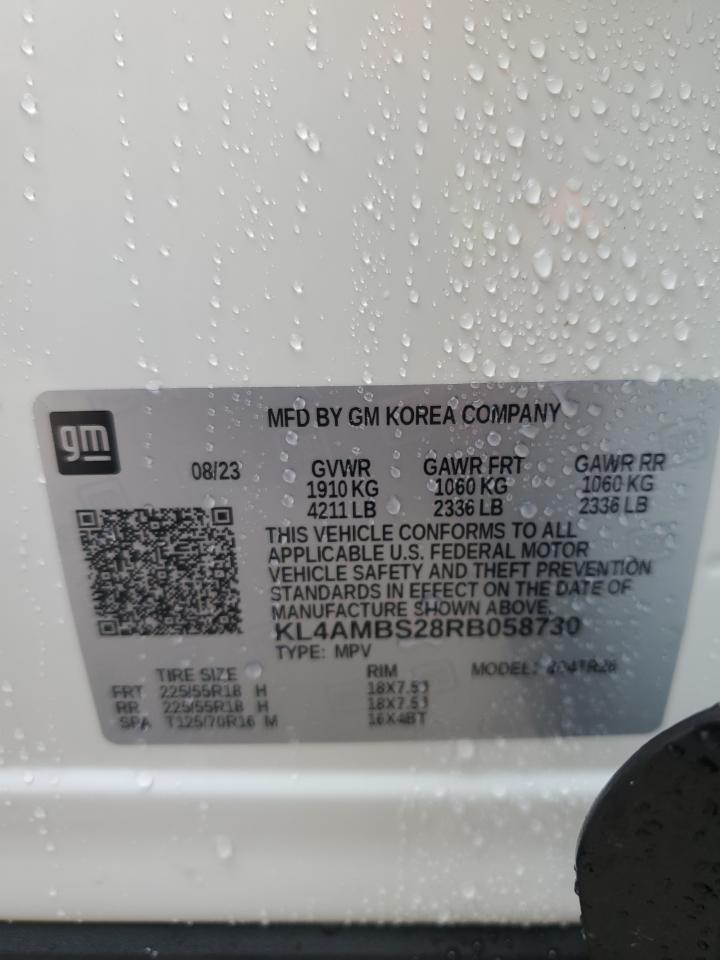 gm
MFD BY GM KOREA COMPANY
08/23 GVWR GAWR FRT GAWR RR
1910 KG 1060 KG 1060 KG
4211 LB 2336 LB 2336 LB
THIS VEHICLE CONFORMS TO ALL
APPLICABLE U.S. FEDERAL MOTOR
VEHICLE SAFETY AND THEFT PREVENTION
STANDARDS IN EFFECT ON THE DATE OF
MANUFACTURE SHOWN ABOVE.
KL4AMBS28RB058730
TYPE: MPV MODEL:
TIRE SIZE RIM
FRT 225/55R18 H 18X7.5J
RR 225/55R18 H 18X7.5J
SPA T125/70R16 M 16X4BT